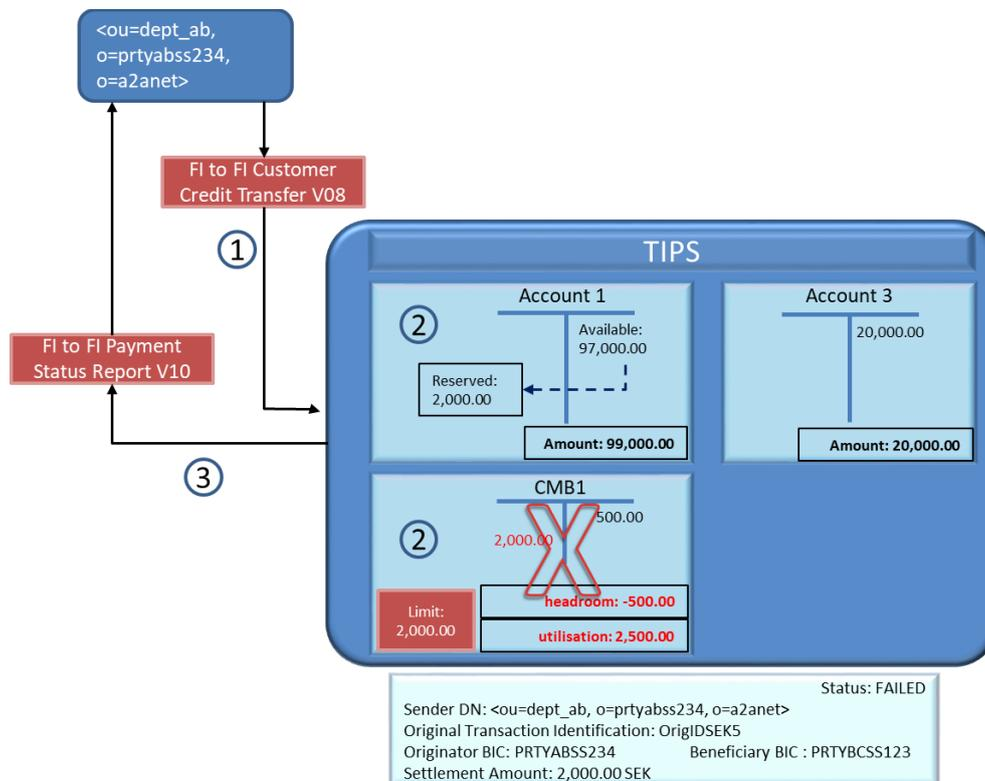 <ou=dept_ab,
o=prtyabss234,
o=a2anet>
FI to FI Customer
Credit Transfer V08
1
TIPS
Account 1
2
Available:
97,000.00
Reserved:
2,000.00
Amount: 99,000.00
Account 3
20,000.00
Amount: 20,000.00
FI to FI Payment
Status Report V10
3
CMB1
2
500.00
2,000.00
headroom: -500.00
Limit:
2,000.00
utilisation: 2,500.00
Status: FAILED
Sender DN: <ou=dept_ab, o=prtyabss234, o=a2anet>
Original Transaction Identification: OrigIDSEK5
Originator BIC: PRTYABSS234 Beneficiary BIC : PRTYBCSS123
Settlement Amount: 2,000.00 SEK